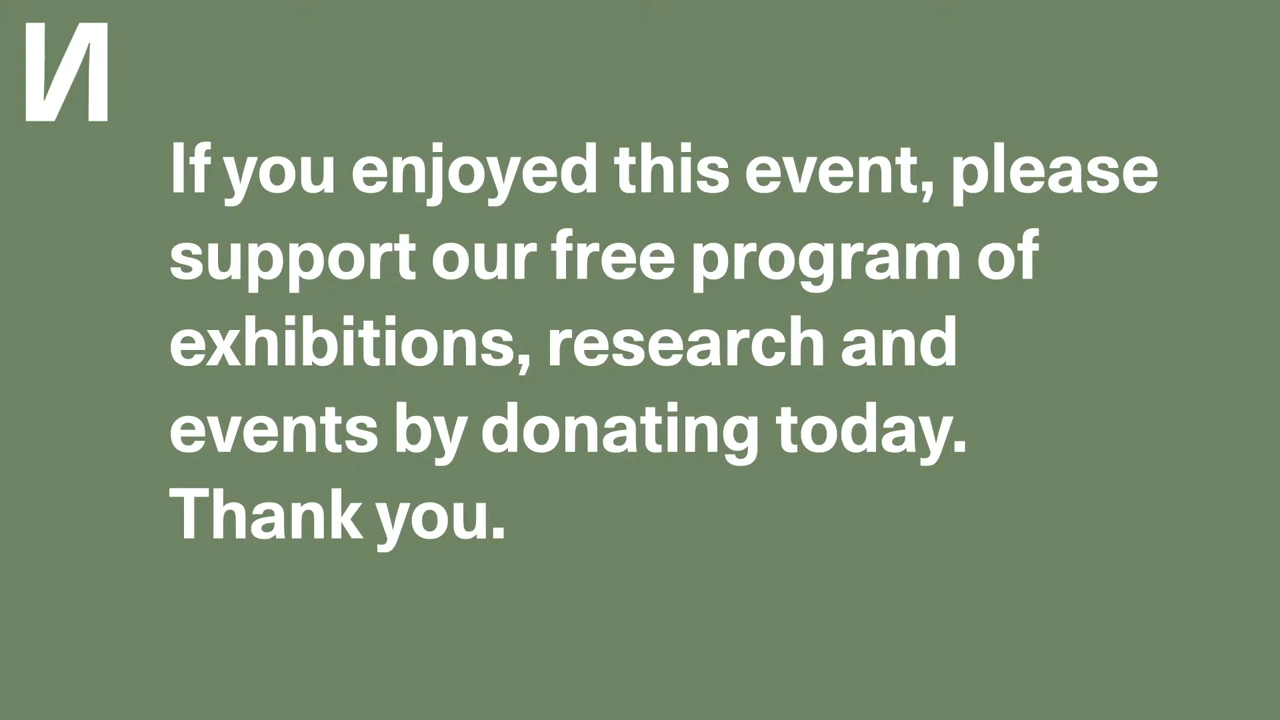 И
If you enjoyed this event, please
support our free program of
exhibitions, research and
events by donating today.
Thank you.